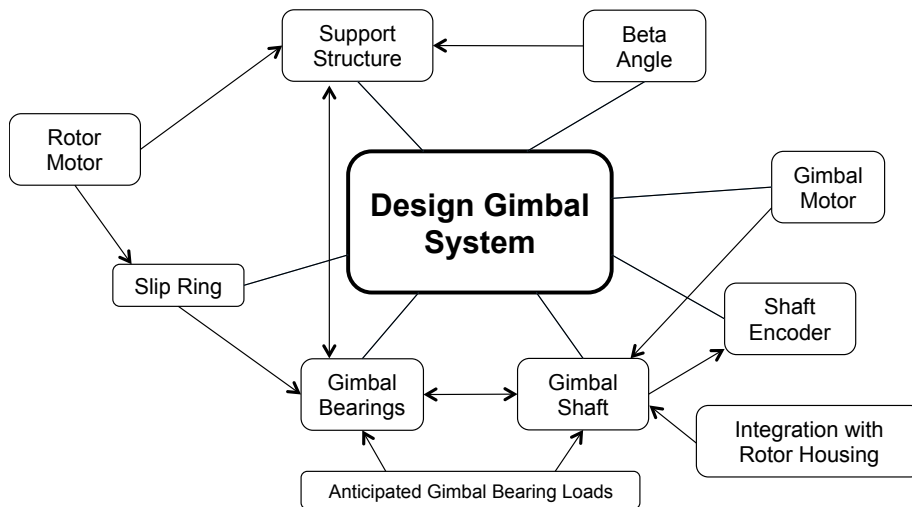 Support
Structure
Beta
Angle
Rotor
Motor
Design Gimbal
System
Gimbal
Motor
Slip Ring
Shaft
Encoder
Gimbal
Bearings
Gimbal
Shaft
Integration with
Rotor Housing
Anticipated Gimbal Bearing Loads